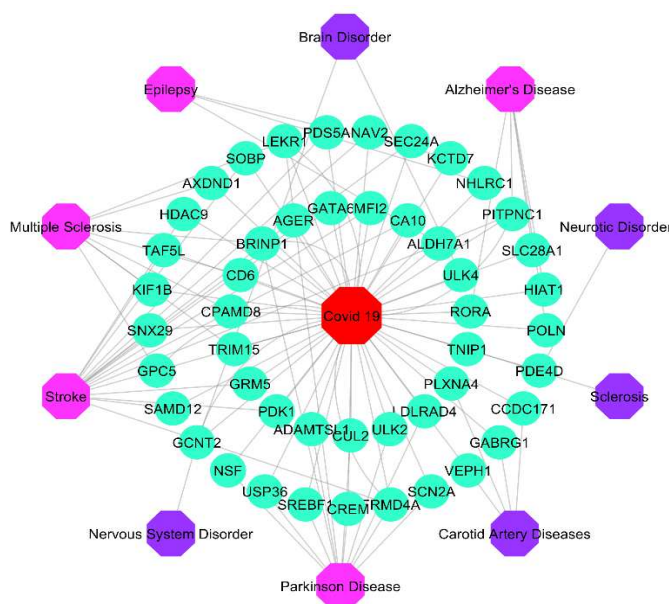 Brain Disorder
Epilepsy
Alzheimer's Disease
PDS5A
NAV2
LEKR1
SEC24A
SOBP
KCTD7
AXDND1
NHLRC1
HDAC9
GATA6
MFI2
AGER
CA10
PITPNC1
Multiple Sclerosis
Neurotic Disorder
TAF5L
BRINP1
ALDH7A1
SLC28A1
CD6
ULK4
KIF1B
HIAT1
CPAMD8
RORA
Covid 19
SNX29
POLN
TRIM15
TNIP1
GPC5
PDE4D
GRM5
PLXNA4
Stroke
Sclerosis
SAMD12
PDK1
LDLRAD4
CCDC171
ADAMTSL1
CUL2
ULK2
GCNT2
GABRG1
NSF
VEPH1
USP36
SCN2A
SREBF1
CREM
FRMD4A
Nervous System Disorder
Carotid Artery Diseases
Parkinson Disease